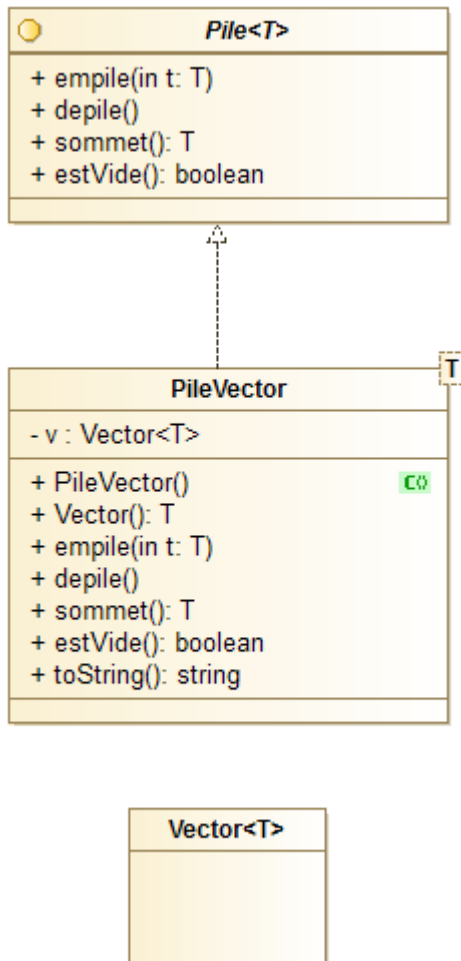 Pile<T>
+ empile(in t: T)
+ depile()
+ sommet(): T
+ estVide(): boolean
T
PileVector
- v : Vector<T>
+ PileVector()
+ Vector(): T
+ empile(in t: T)
+ depile()
+ sommet(): T
+ estVide(): boolean
+ toString(): string
Vector<T>